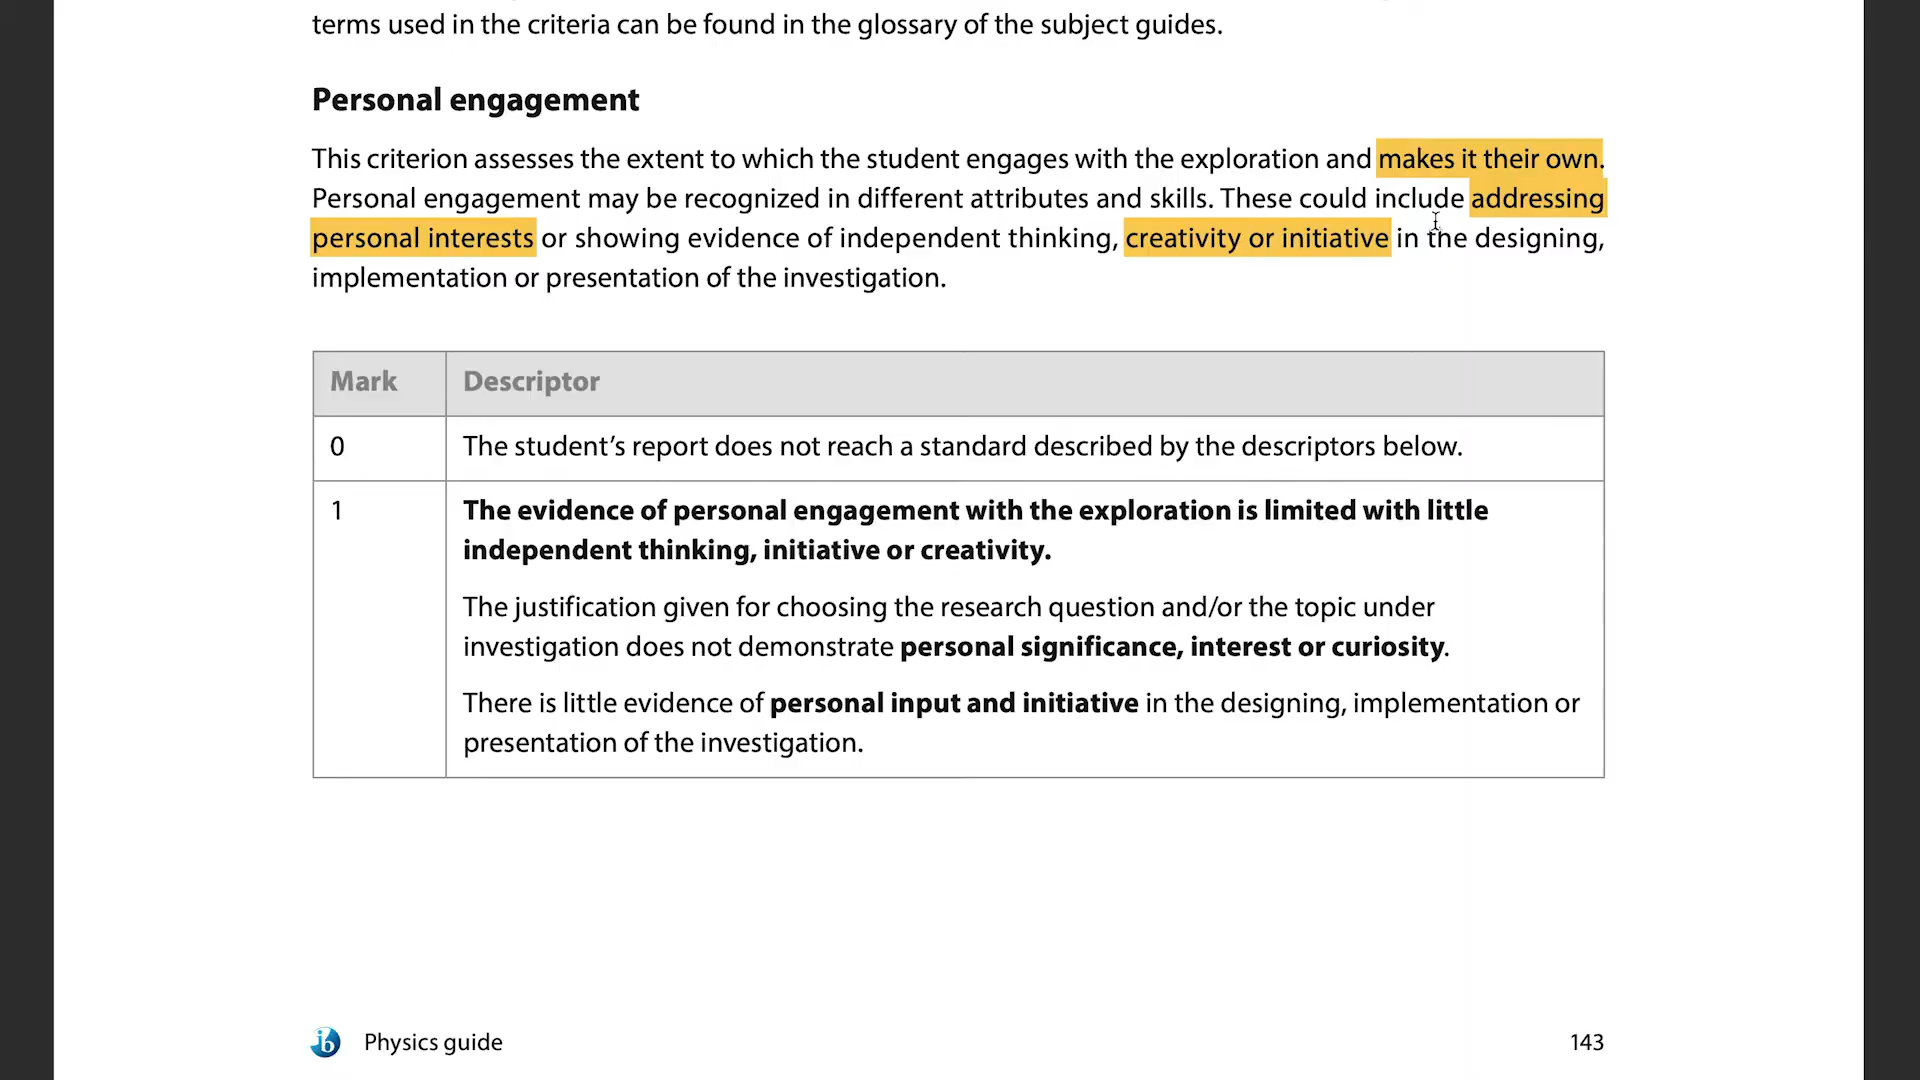 terms used in the criteria can be found in the glossary of the subject guides.
Personal engagement
This criterion assesses the extent to which the student engages with the exploration and makes it their own.
Personal engagement may be recognized in different attributes and skills. These could include addressing
personal interests or showing evidence of independent thinking, creativity or initiative in the designing,
implementation or presentation of the investigation.
Mark Descriptor
0 The student’s report does not reach a standard described by the descriptors below.
1 The evidence of personal engagement with the exploration is limited with little
independent thinking, initiative or creativity.
The justification given for choosing the research question and/or the topic under
investigation does not demonstrate personal significance, interest or curiosity.
There is little evidence of personal input and initiative in the designing, implementation or
presentation of the investigation.
ib Physics guide 143